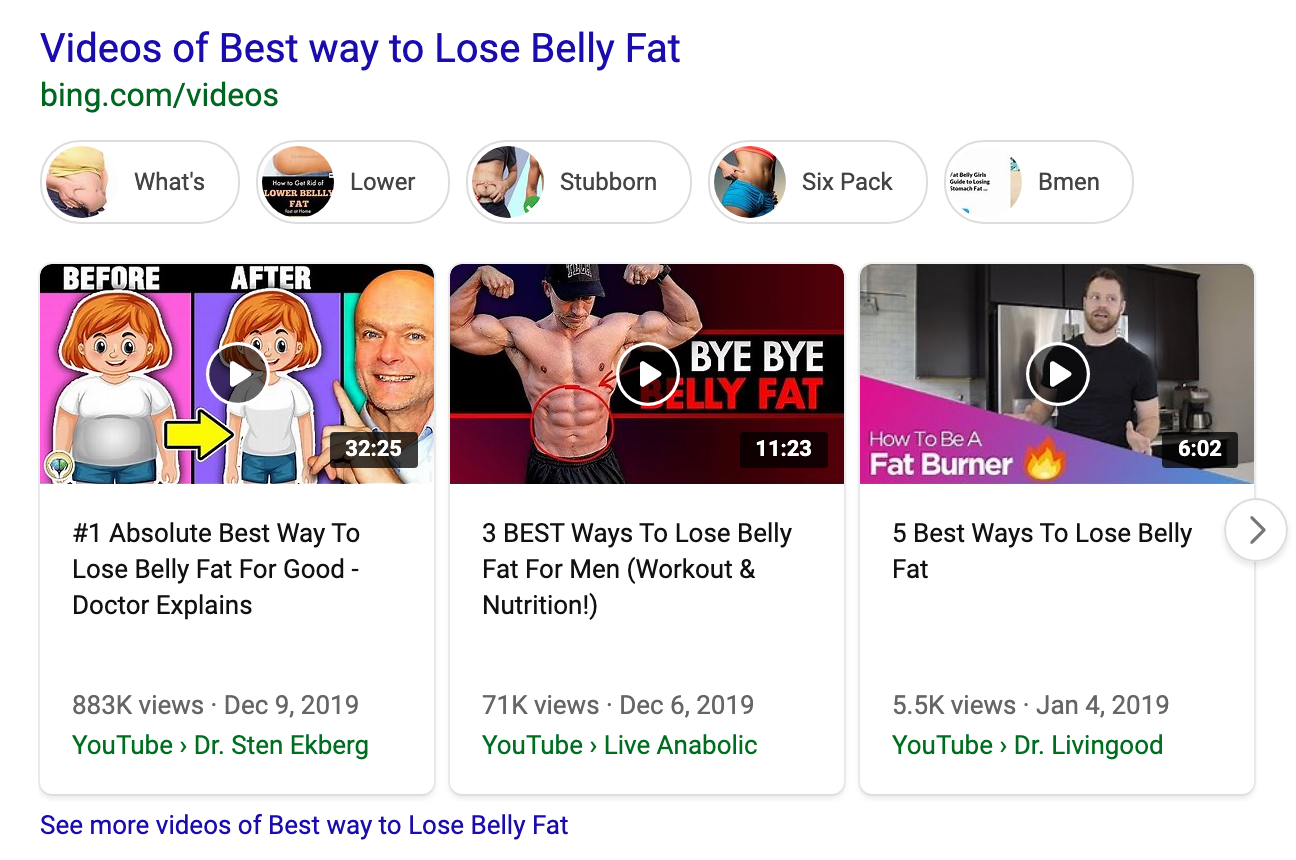 Videos of Best way to Lose Belly Fat
bing.com/videos
What's
How to Get Rid of
LOWER BELLY
FAT
Fast at Home
Lower
Stubborn
Six Pack
Fat Belly Girls
Guide to Losing
Stomach Fat ...
Bmen
BEFORE
AFTER
32:25
BYE BYE
BELLY FAT
11:23
How To Be A
Fat Burner
6:02
#1 Absolute Best Way To
Lose Belly Fat For Good -
Doctor Explains
883K views · Dec 9, 2019
YouTube › Dr. Sten Ekberg
3 BEST Ways To Lose Belly
Fat For Men (Workout &
Nutrition!)
71K views · Dec 6, 2019
YouTube › Live Anabolic
5 Best Ways To Lose Belly
Fat
5.5K views · Jan 4, 2019
YouTube › Dr. Livingood
See more videos of Best way to Lose Belly Fat